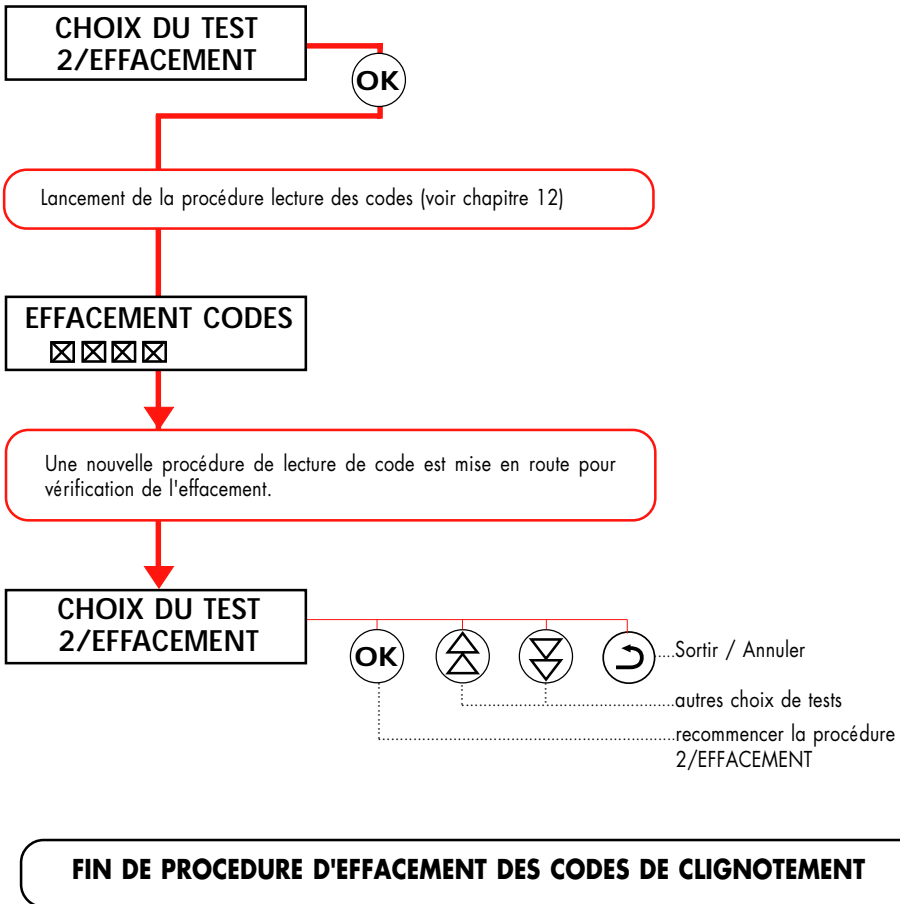 CHOIX DU TEST
2/EFFACEMENT
OK
Lancement de la procédure lecture des codes (voir chapitre 12)
EFFACEMENT CODES
Une nouvelle procédure de lecture de code est mise en route pour
vérification de l'effacement.
CHOIX DU TEST
2/EFFACEMENT
OK
Sortir / Annuler
autres choix de tests
recommencer la procédure
2/EFFACEMENT
FIN DE PROCEDURE D'EFFACEMENT DES CODES DE CLIGNOTEMENT